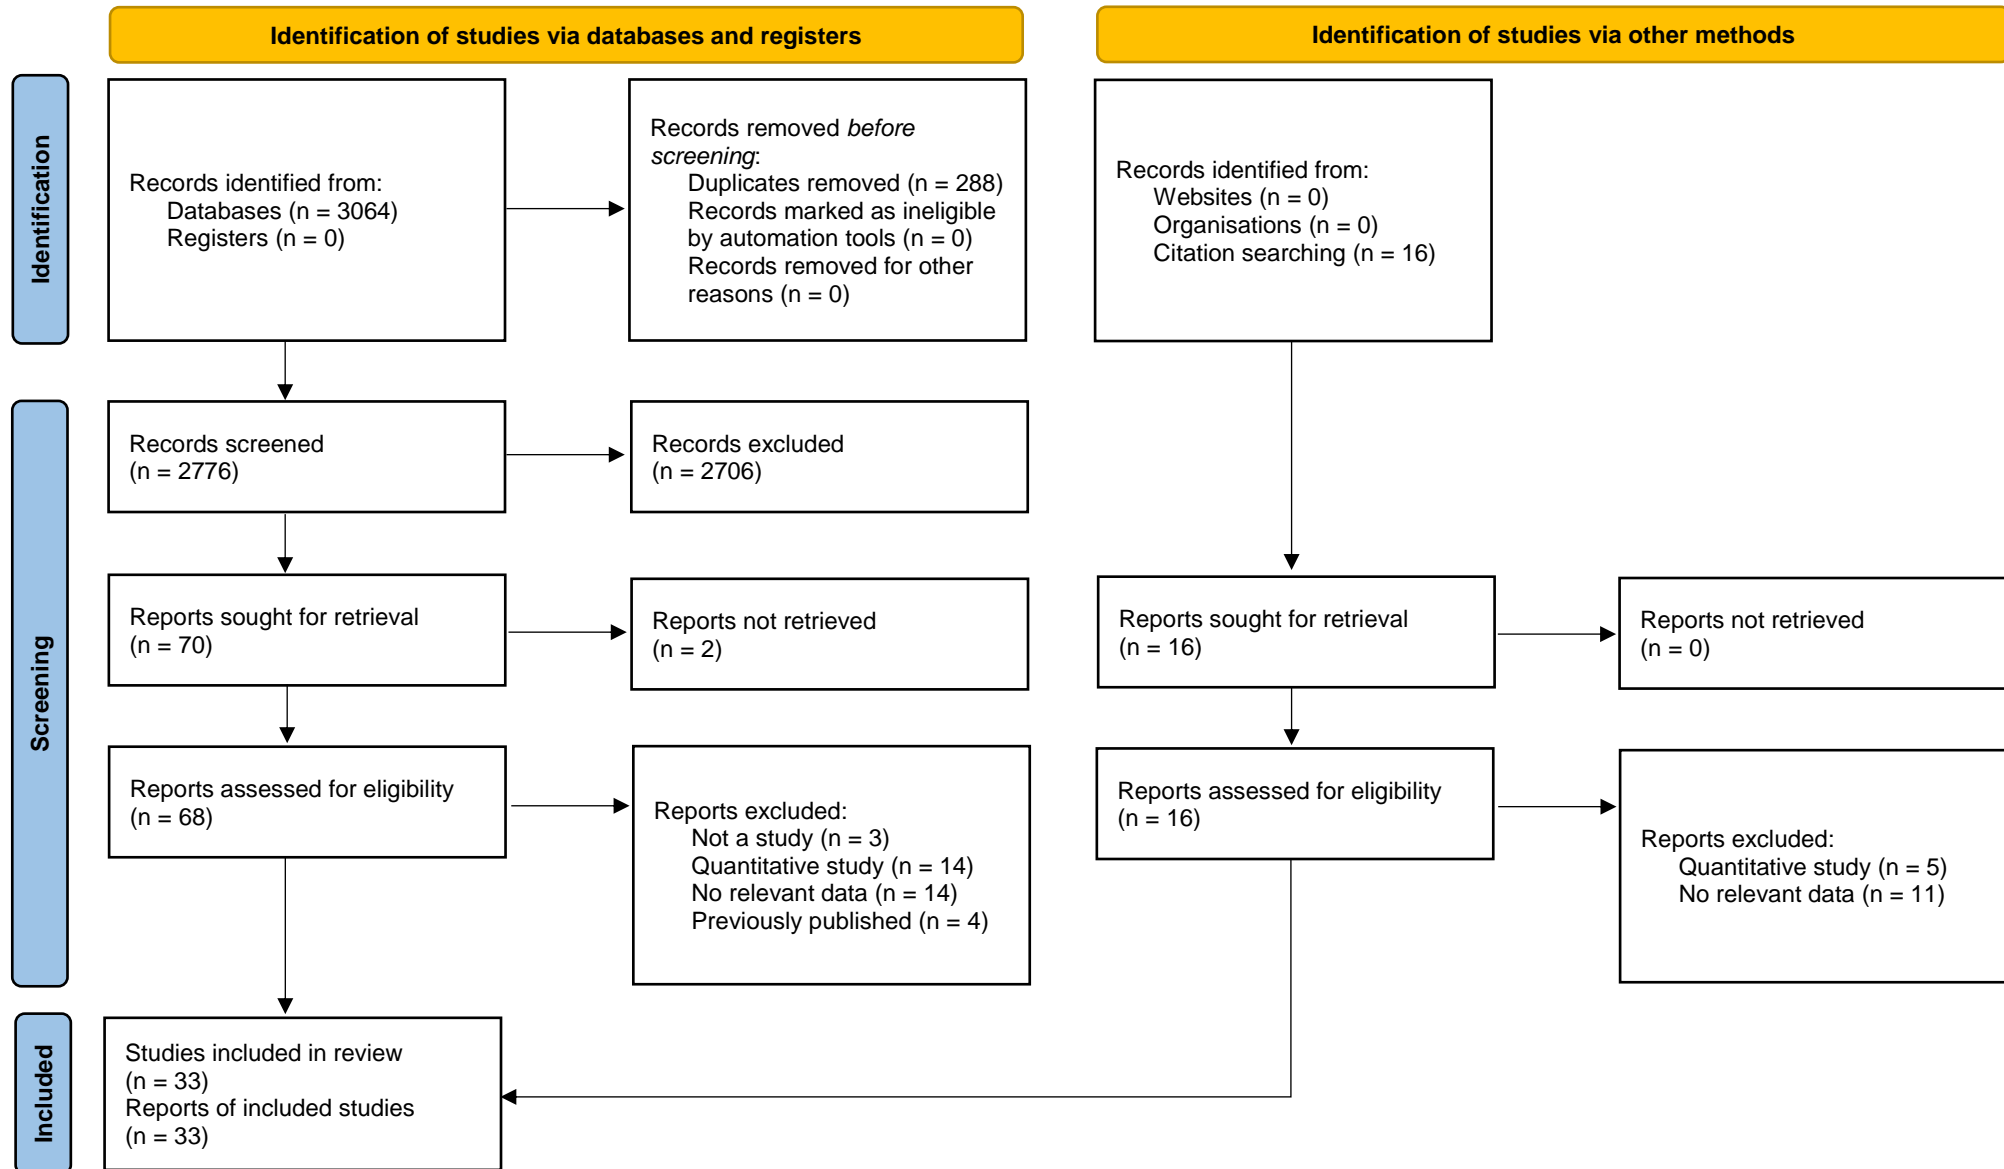 Identification of studies via databases and registers
Identification of studies via other methods
Identification
Records identified from:
Databases (n = 3064)
Registers (n = 0)
Records removed before
screening:
Duplicates removed (n = 288)
Records marked as ineligible
by automation tools (n = 0)
Records removed for other
reasons (n = 0)
Records identified from:
Websites (n = 0)
Organisations (n = 0)
Citation searching (n = 16)
Screening
Records screened
(n = 2776)
Records excluded
(n = 2706)
Reports sought for retrieval
(n = 70)
Reports not retrieved
(n = 2)
Reports sought for retrieval
(n = 16)
Reports not retrieved
(n = 0)
Reports assessed for eligibility
(n = 68)
Reports excluded:
Not a study (n = 3)
Quantitative study (n = 14)
No relevant data (n = 14)
Previously published (n = 4)
Reports assessed for eligibility
(n = 16)
Reports excluded:
Quantitative study (n = 5)
No relevant data (n = 11)
Included
Studies included in review
(n = 33)
Reports of included studies
(n = 33)